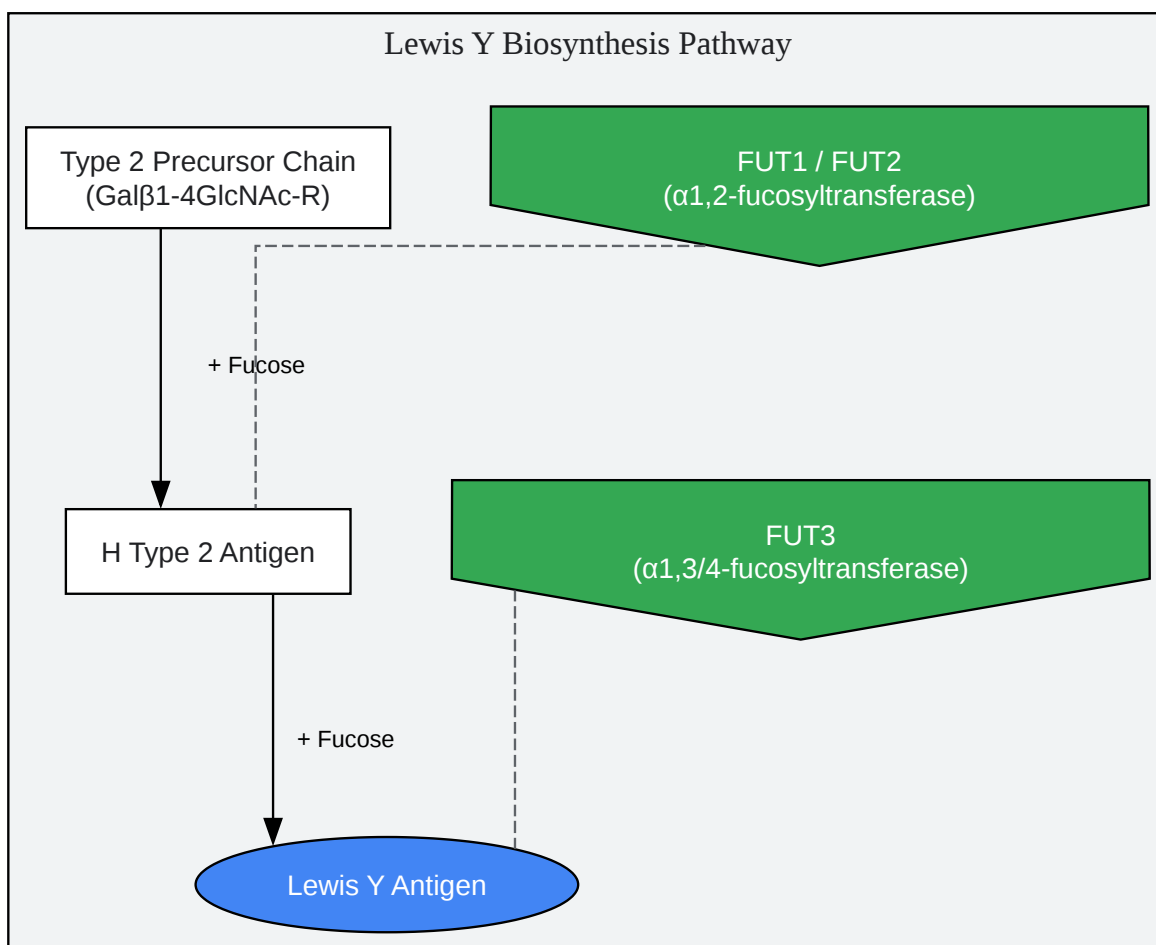 Lewis Y Biosynthesis Pathway
Type 2 Precursor Chain
(Galβ1-4GlcNAc-R)
FUT1 / FUT2
(α1,2-fucosyltransferase)
+ Fucose
H Type 2 Antigen
FUT3
(α1,3/4-fucosyltransferase)
+ Fucose
Lewis Y Antigen